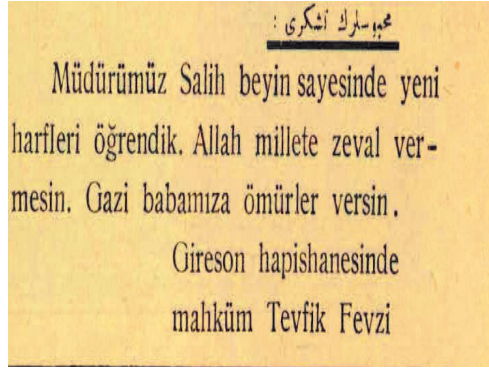 محبوسلرك تشكری :
Müdürümüz Salih beyin sayesinde yeni
harfleri öğrendik. Allah millete zeval ver-
mesin. Gazi babamıza ömürler versin.
Gireson hapishanesinde
mahküm Tevfik Fevzi